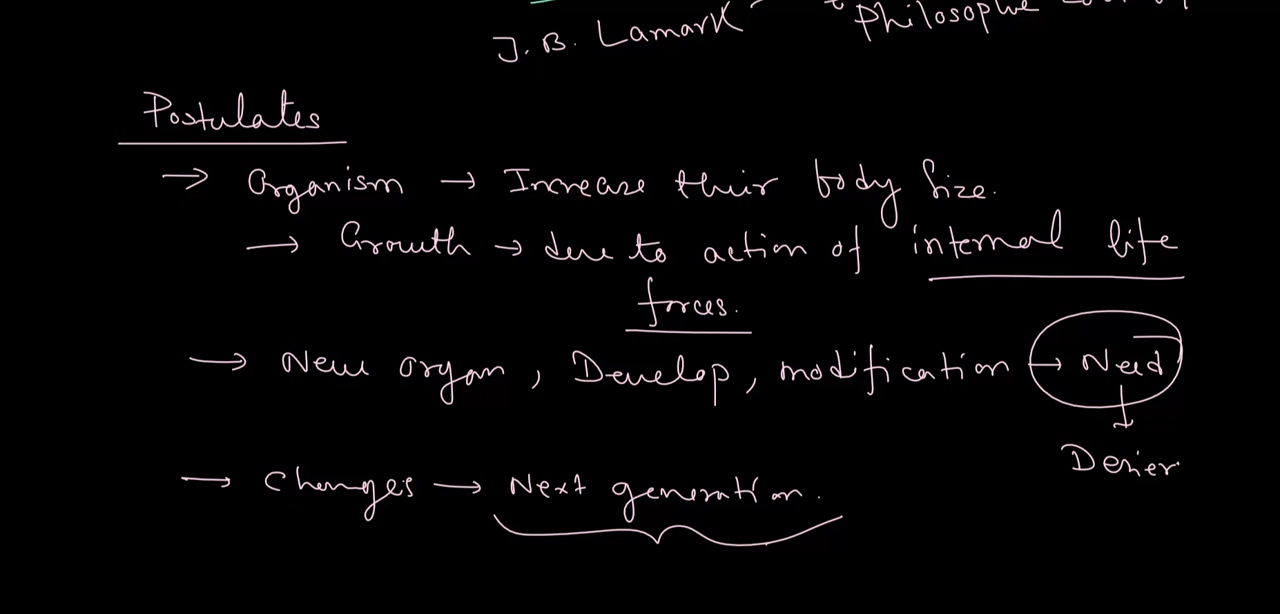 J. B. Lamark " Philosophe
Postulates
→ Organism → Increase their body Size.
→ Growth → due to action of internal life
forces.
→ New organ, Develop, modification → Need
↓
Desier
→ Changes → Next generation.